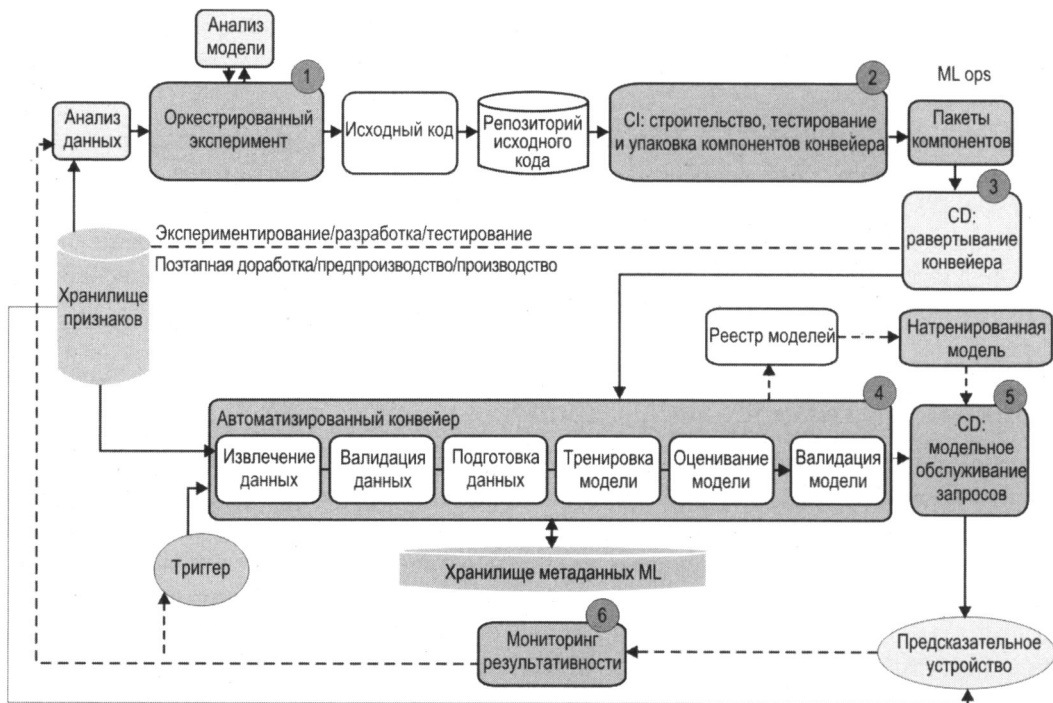 Анализ
модели
1
2
ML ops
Анализ
данных
Оркестрированный
эксперимент
Исходный код
Репозиторий
исходного
кода
CI: строительство, тестирование
и упаковка компонентов конвейера
Пакеты
компонентов
3
CD:
равертывание
конвейера
Экспериментирование/разработка/тестирование
Поэтапная доработка/предпроизводство/производство
Хранилище
признаков
Реестр моделей
Натренированная
модель
4
5
Автоматизированный конвейер
Извлечение
данных
Валидация
данных
Подготовка
данных
Тренировка
модели
Оценивание
модели
Валидация
модели
CD:
модельное
обслуживание
запросов
Триггер
Хранилище метаданных ML
6
Мониторинг
результативности
Предсказательное
устройство